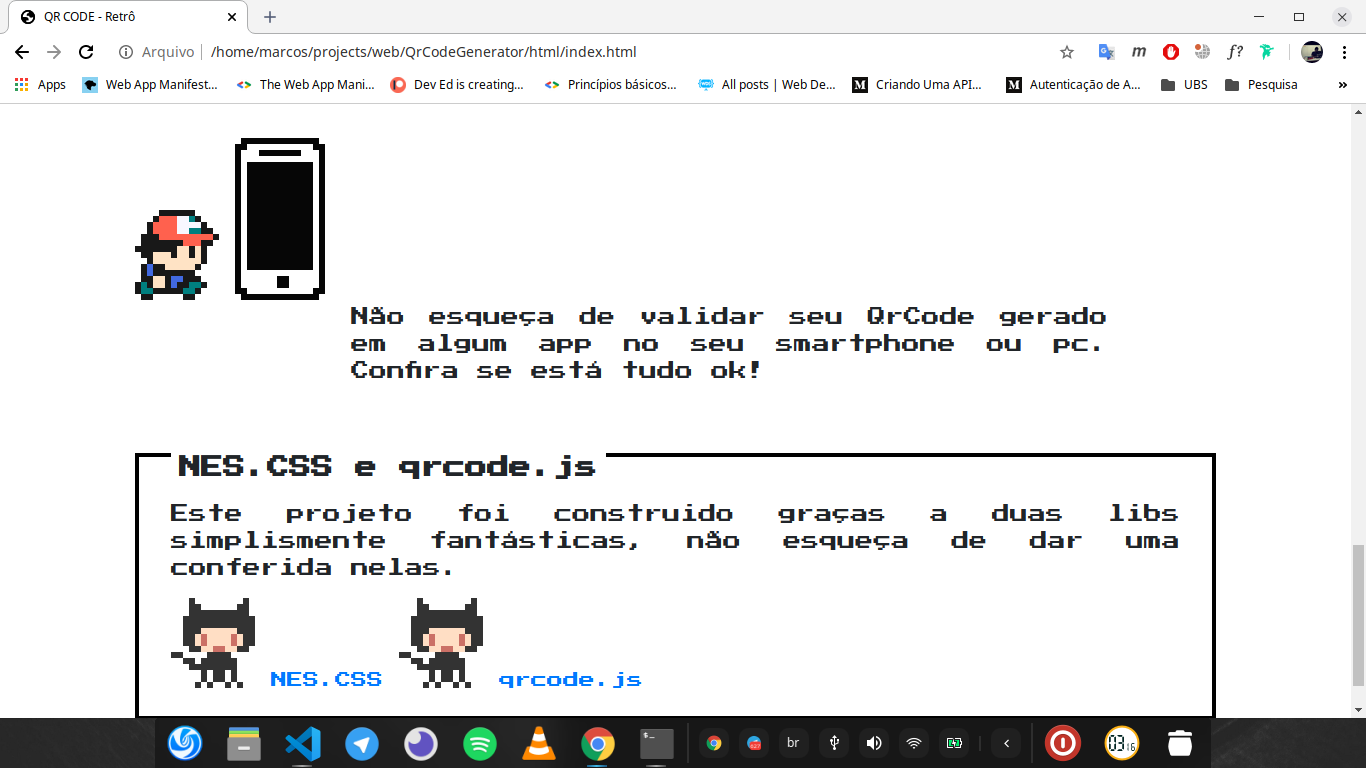 QR CODE - Retrô
Arquivo /home/marcos/projects/web/QrCodeGenerator/html/index.html
m f?
Apps Web App Manifest... The Web App Mani... Dev Ed is creating... Princípios básicos... All posts | Web De... Criando Uma API... Autenticação de A... UBS Pesquisa »
Não esqueça de validar seu QrCode gerado
em algum app no seu smartphone ou pc.
Confira se está tudo ok!
NES.CSS e qrcode.js
Este projeto foi construido graças a duas libs
simplismente fantásticas, não esqueça de dar uma
conferida nelas.
NES.CSS qrcode.js
br 03 16